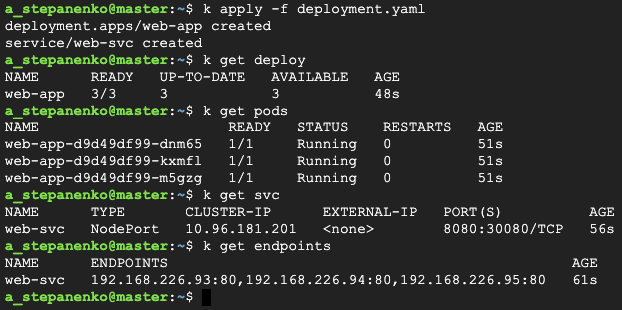 a_stepanenko@master:~$ k apply -f deployment.yaml
deployment.apps/web-app created
service/web-svc created
a_stepanenko@master:~$ k get deploy
NAME READY UP-TO-DATE AVAILABLE AGE
web-app 3/3 3 3 48s
a_stepanenko@master:~$ k get pods
NAME READY STATUS RESTARTS AGE
web-app-d9d49df99-dnm65 1/1 Running 0 51s
web-app-d9d49df99-kxmfl 1/1 Running 0 51s
web-app-d9d49df99-m5gzg 1/1 Running 0 51s
a_stepanenko@master:~$ k get svc
NAME TYPE CLUSTER-IP EXTERNAL-IP PORT(S) AGE
web-svc NodePort 10.96.181.201 <none> 8080:30080/TCP 56s
a_stepanenko@master:~$ k get endpoints
NAME ENDPOINTS AGE
web-svc 192.168.226.93:80,192.168.226.94:80,192.168.226.95:80 61s
a_stepanenko@master:~$